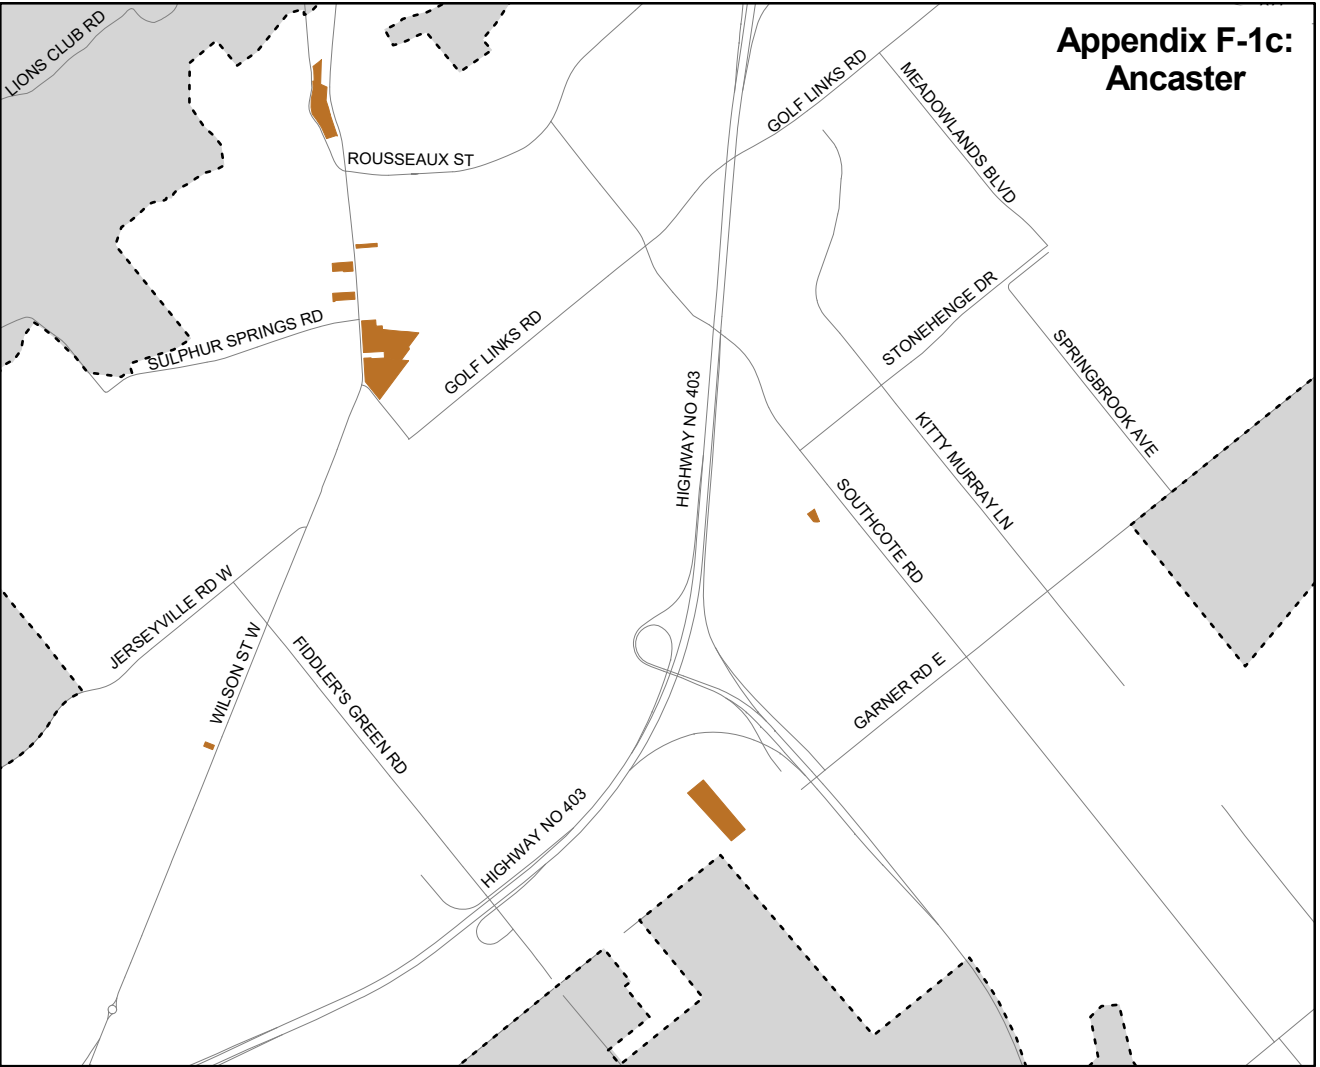 Appendix F-1c:
Ancaster
LIONS CLUB RD
GOLF LINKS RD
MEADOWLANDS BLVD
ROUSSEAUX ST
STONEHENGE DR
SULPHUR SPRINGS RD
GOLF LINKS RD
SPRINGBROOK AVE
HIGHWAY NO 403
KITTY MURRAY LN
SOUTHCOTE RD
JERSEYVILLE RD W
WILSON ST W
FIDDLER'S GREEN RD
GARNER RD E
HIGHWAY NO 403